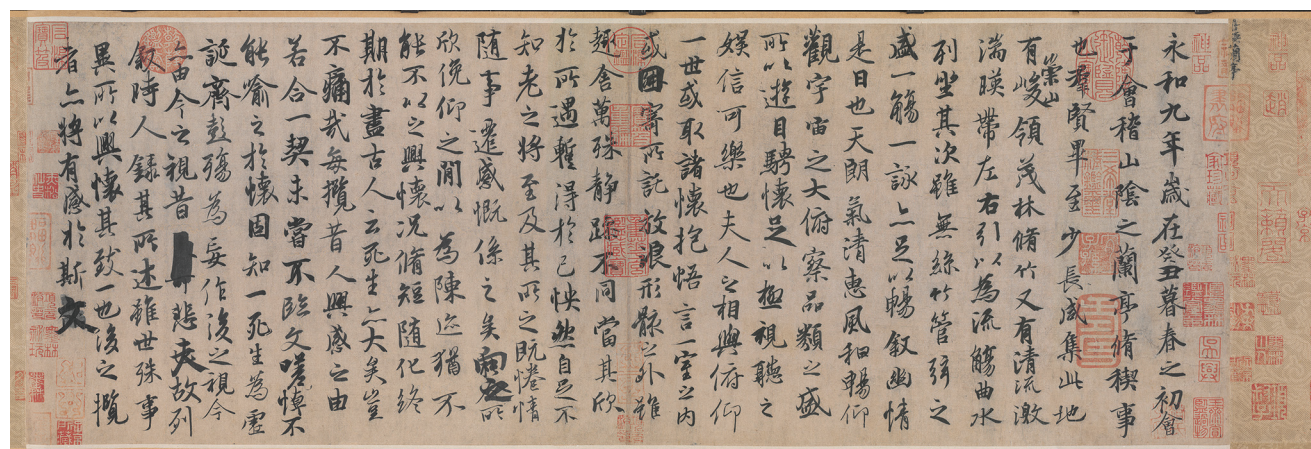 永和九年歲在癸丑暮春之初會
于會稽山陰之蘭亭脩禊事
也羣賢畢至少長咸集此地
有崇山峻領茂林脩竹又有清流激
湍暎帶左右引以為流觴曲水
列坐其次雖無絲竹管弦之
盛一觴一詠亦足以暢敘幽情
是日也天朗氣清惠風和暢仰
觀宇宙之大俯察品類之盛
所以遊目騁懷足以極視聽之
娛信可樂也夫人之相與俯仰
一世或取諸懷抱悟言一室之內
或因寄所託放浪形骸之外雖
趣舍萬殊靜躁不同當其欣
於所遇暫得於己怏然自足不
知老之將至及其所之既惓情
隨事遷感慨係之矣向之所
欣俛仰之閒以為陳迹猶不
能不以之興懷況脩短隨化終
期於盡古人云死生亦大矣豈
不痛哉每攬昔人興感之由
若合一契未嘗不臨文嗟悼不
能喻之於懷固知一死生為虛
誕齊彭殤為妄作後之視今
亦由今之視昔悲夫故列
敘時人錄其所述雖世殊事
異所以興懷其致一也後之攬
者亦將有感於斯文